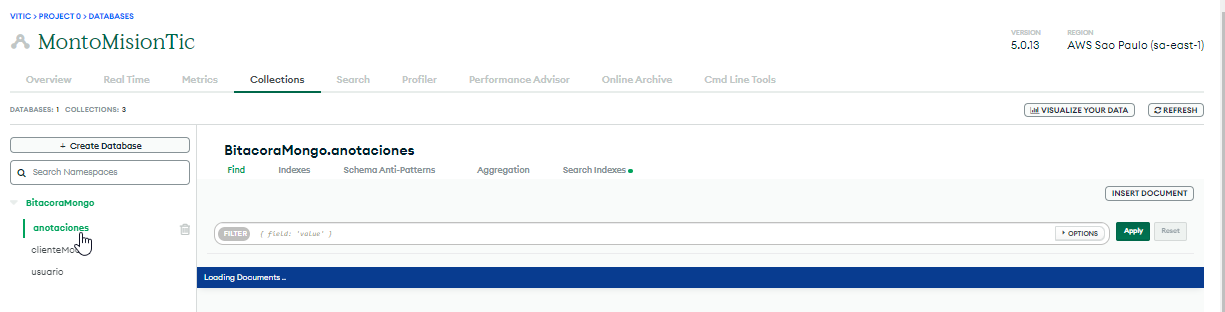 VITIC > PROJECT 0 > DATABASES
MontoMisionTic
VERSION
5.0.13
REGION
AWS Sao Paulo (sa-east-1)
Overview Real Time Metrics Collections Search Profiler Performance Advisor Online Archive Cmd Line Tools
DATABASES: 1 COLLECTIONS: 3
VISUALIZE YOUR DATA
REFRESH
+ Create Database
Search Namespaces
BitacoraMongo
anotaciones
usuario
BitacoraMongo.anotaciones
Find Indexes Schema Anti-Patterns Aggregation Search Indexes
INSERT DOCUMENT
FILTER { field: 'value' } OPTIONS Apply Reset
Loading Documents ..